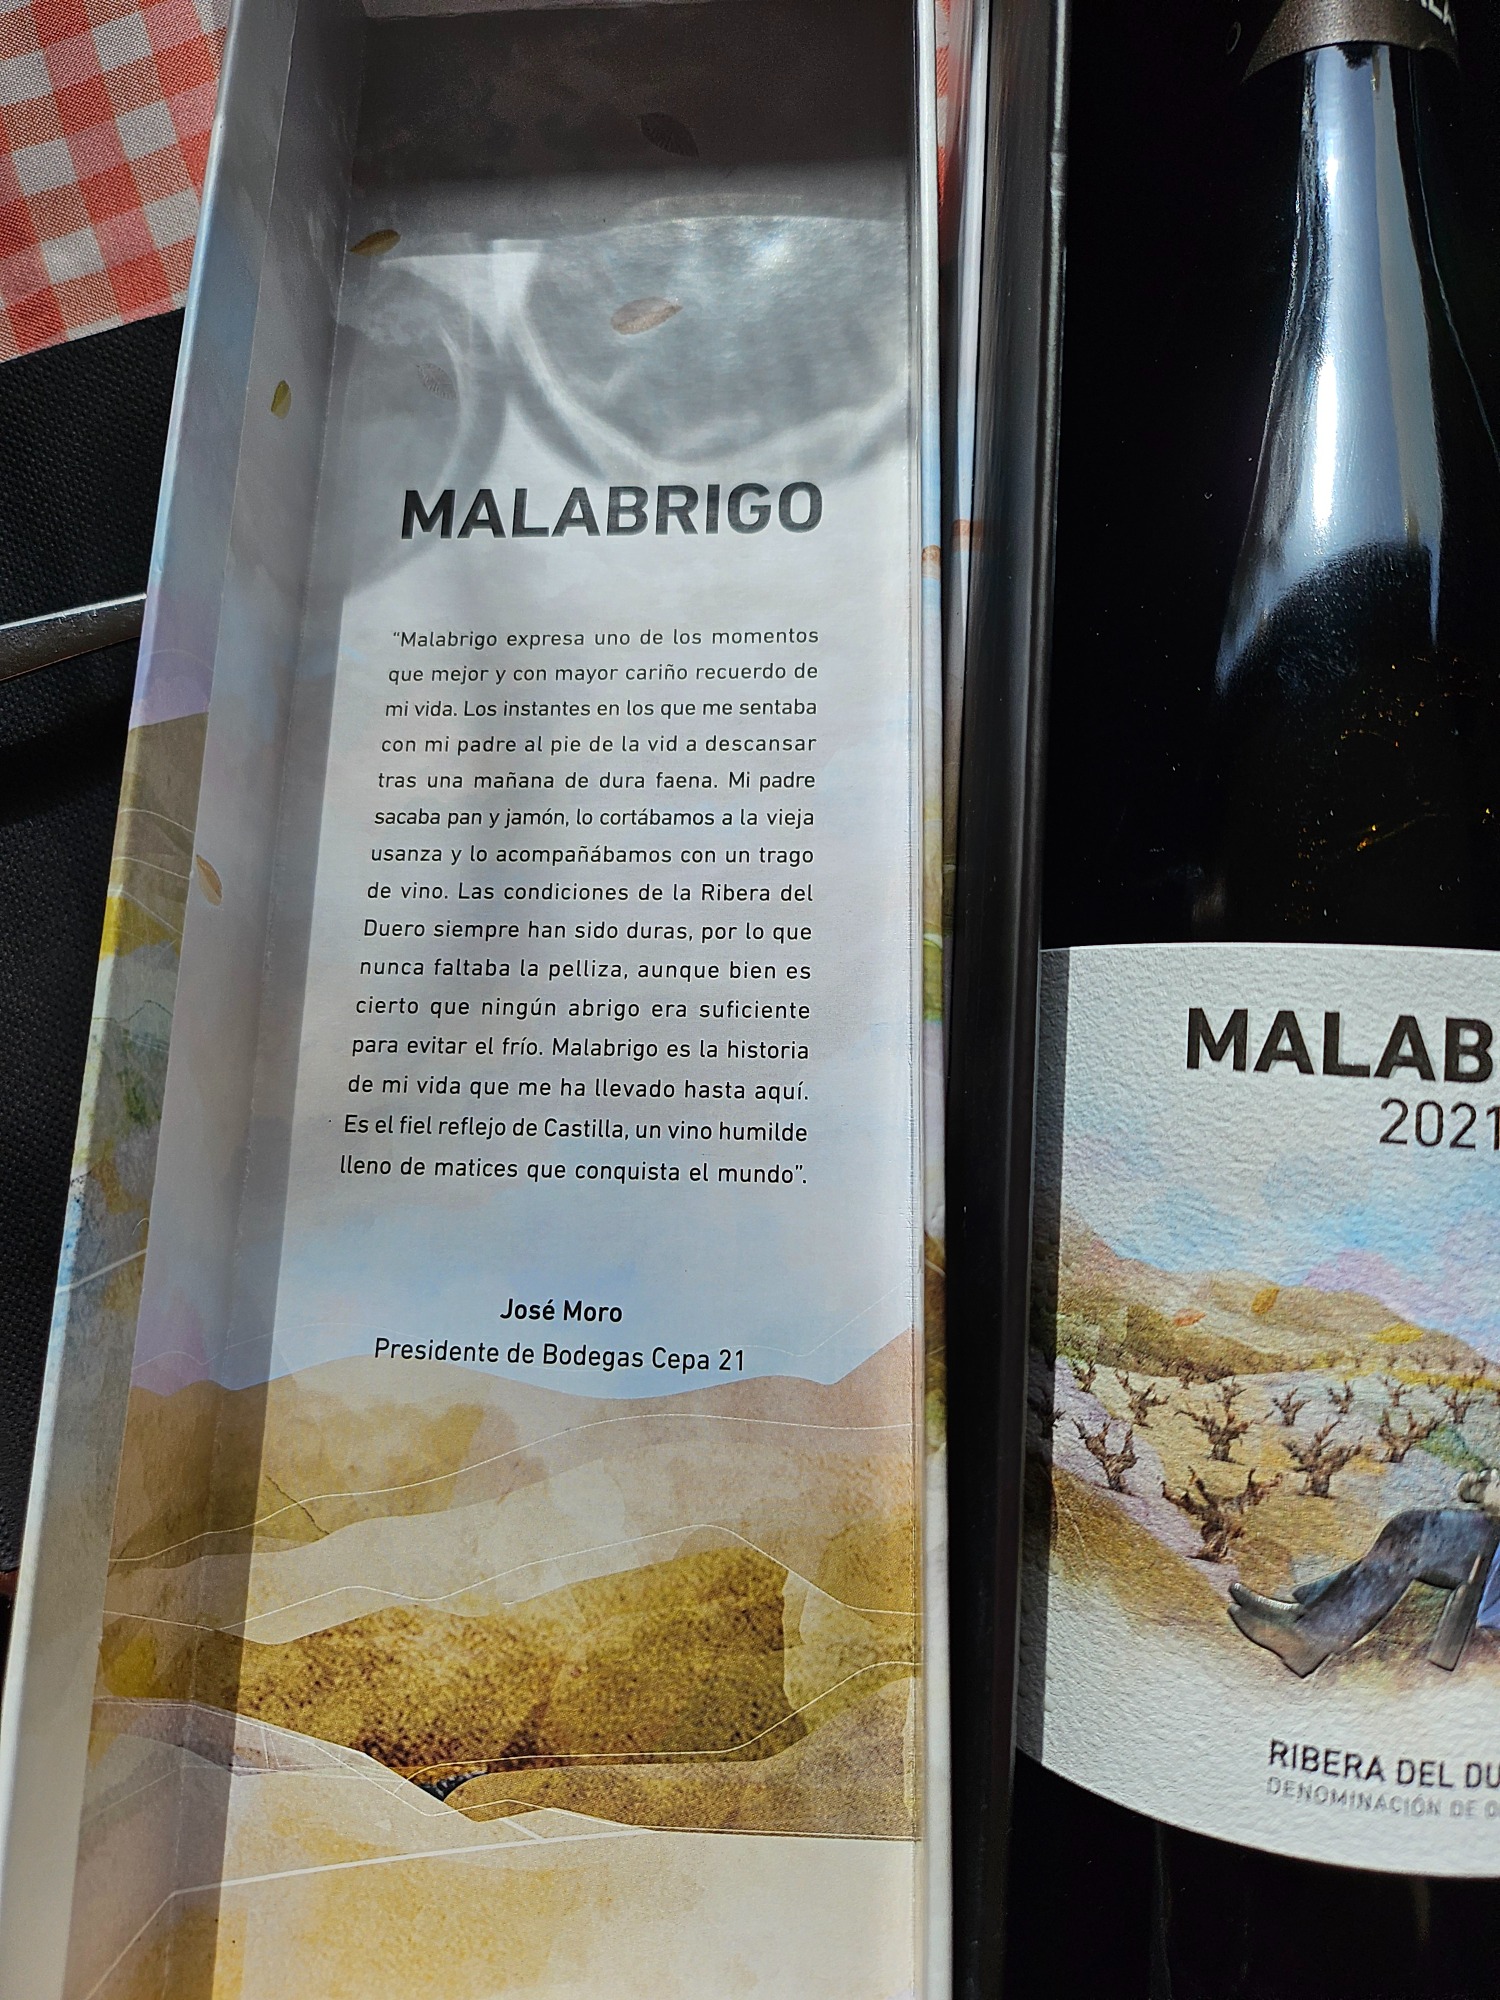 MALABRIGO
“Malabrigo expresa uno de los momentos
que mejor y con mayor cariño recuerdo de
mi vida. Los instantes en los que me sentaba
con mi padre al pie de la vid a descansar
tras una mañana de dura faena. Mi padre
sacaba pan y jamón, lo cortábamos a la vieja
usanza y lo acompañábamos con un trago
de vino. Las condiciones de la Ribera del
Duero siempre han sido duras, por lo que
nunca faltaba la pelliza, aunque bien es
cierto que ningún abrigo era suficiente
para evitar el frío. Malabrigo es la historia
de mi vida que me ha llevado hasta aquí.
Es el fiel reflejo de Castilla, un vino humilde
lleno de matices que conquista el mundo”.
José Moro
Presidente de Bodegas Cepa 21
MALAB
2021
RIBERA DEL DU
DENOMINACIÓN DE O